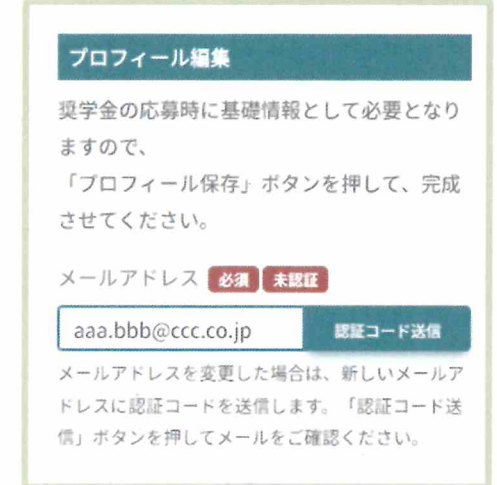 プロフィール編集
奨学金の応募時に基礎情報として必要となり
ますので、
「プロフィール保存」ボタンを押して、完成
させてください。
メールアドレス 必須 未認証
aaa.bbb@ccc.co.jp 認証コード送信
メールアドレスを変更した場合は、新しいメールア
ドレスに認証コードを送信します。「認証コード送
信」ボタンを押してメールをご確認ください。